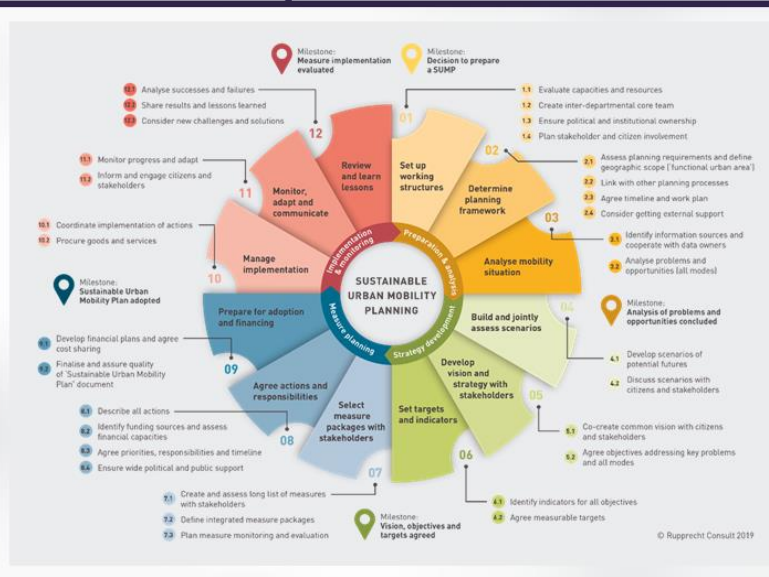 Milestone:
Measure implementation
evaluated
Milestone:
Decision to prepare
a SUMP
12.1 Analyse successes and failures
12.2 Share results and lessons learned
12.3 Consider new challenges and solutions
1.1 Evaluate capacities and resources
1.2 Create inter-departmental core team
1.3 Ensure political and institutional ownership
1.4 Plan stakeholder and citizen involvement
12
Review
and learn
lessons
01
Set up
working
structures
02
Determine
planning
framework
2.1 Assess planning requirements and define
geographic scope ('functional urban area')
2.2 Link with other planning processes
2.3 Agree timeline and work plan
2.4 Consider getting external support
11.1 Monitor progress and adapt
11.2 Inform and engage citizens and
stakeholders
11
Monitor,
adapt and
communicate
03
Analyse mobility
situation
3.1 Identify information sources and
cooperate with data owners
3.2 Analyse problems and
opportunities (all modes)
10.1 Coordinate implementation of actions
10.2 Procure goods and services
10
Manage
implementation
Implementation
& monitoring
Preparation & analysis
SUSTAINABLE
URBAN MOBILITY
PLANNING
Measure planning
Strategy development
Milestone:
Sustainable Urban
Mobility Plan adopted
Milestone:
Analysis of problems and
opportunities concluded
Prepare for adoption
and financing
09
9.1 Develop financial plans and agree
cost sharing
9.2 Finalise and assure quality
of 'Sustainable Urban Mobility
Plan' document
Build and jointly
assess scenarios
04
4.1 Develop scenarios of
potential futures
4.2 Discuss scenarios with
citizens and stakeholders
Agree actions and
responsibilities
08
8.1 Describe all actions
8.2 Identify funding sources and assess
financial capacities
8.3 Agree priorities, responsibilities and timeline
8.4 Ensure wide political and public support
Develop
vision and
strategy with
stakeholders
05
5.1 Co-create common vision with citizens
and stakeholders
5.2 Agree objectives addressing key problems
and all modes
Select
measure
packages with
stakeholders
07
7.1 Create and assess long list of measures
with stakeholders
7.2 Define integrated measure packages
7.3 Plan measure monitoring and evaluation
Set targets
and indicators
06
6.1 Identify indicators for all objectives
6.2 Agree measurable targets
Milestone:
Vision, objectives and
targets agreed
© Rupprecht Consult 2019